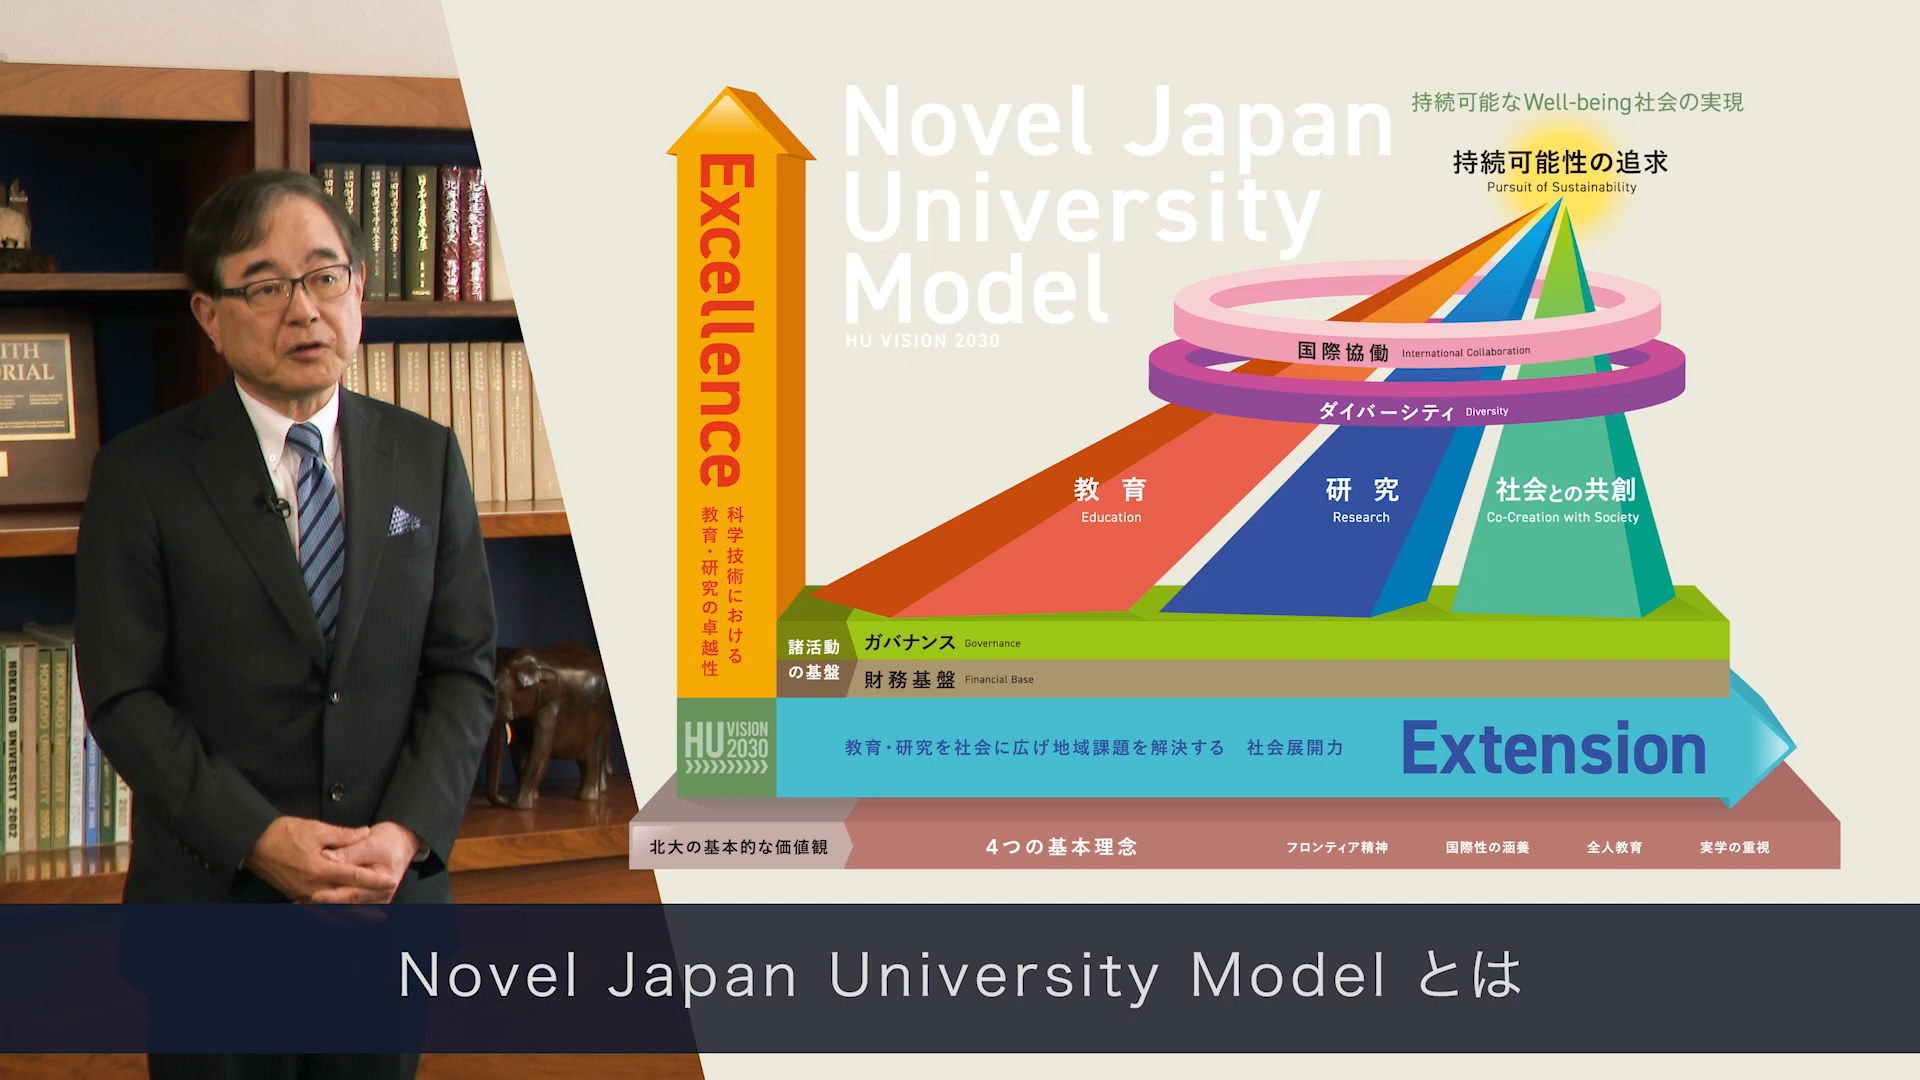 Novel Japan
University
Model
HU VISION 2030
持続可能なWell-being社会の実現
持続可能性の追求
Pursuit of Sustainability
Excellence
科学技術における
教育・研究の卓越性
国際協働 International Collaboration
ダイバーシティ Diversity
教育
Education
研究
Research
社会との共創
Co-Creation with Society
諸活動
の基盤
ガバナンス Governance
財務基盤 Financial Base
HU VISION
2030
教育・研究を社会に広げ地域課題を解決する 社会展開力
Extension
北大の基本的な価値観
4つの基本理念
フロンティア精神 国際性の涵養 全人教育 実学の重視
Novel Japan University Model とは
HOKKAIDO UNIVERSITY 2002